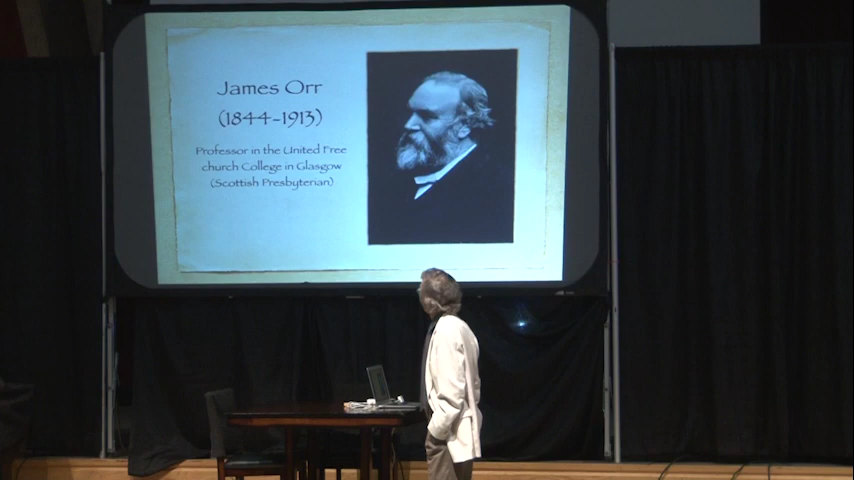 James Orr
(1844-1913)
Professor in the United Free
church College in Glasgow
(Scottish Presbyterian)